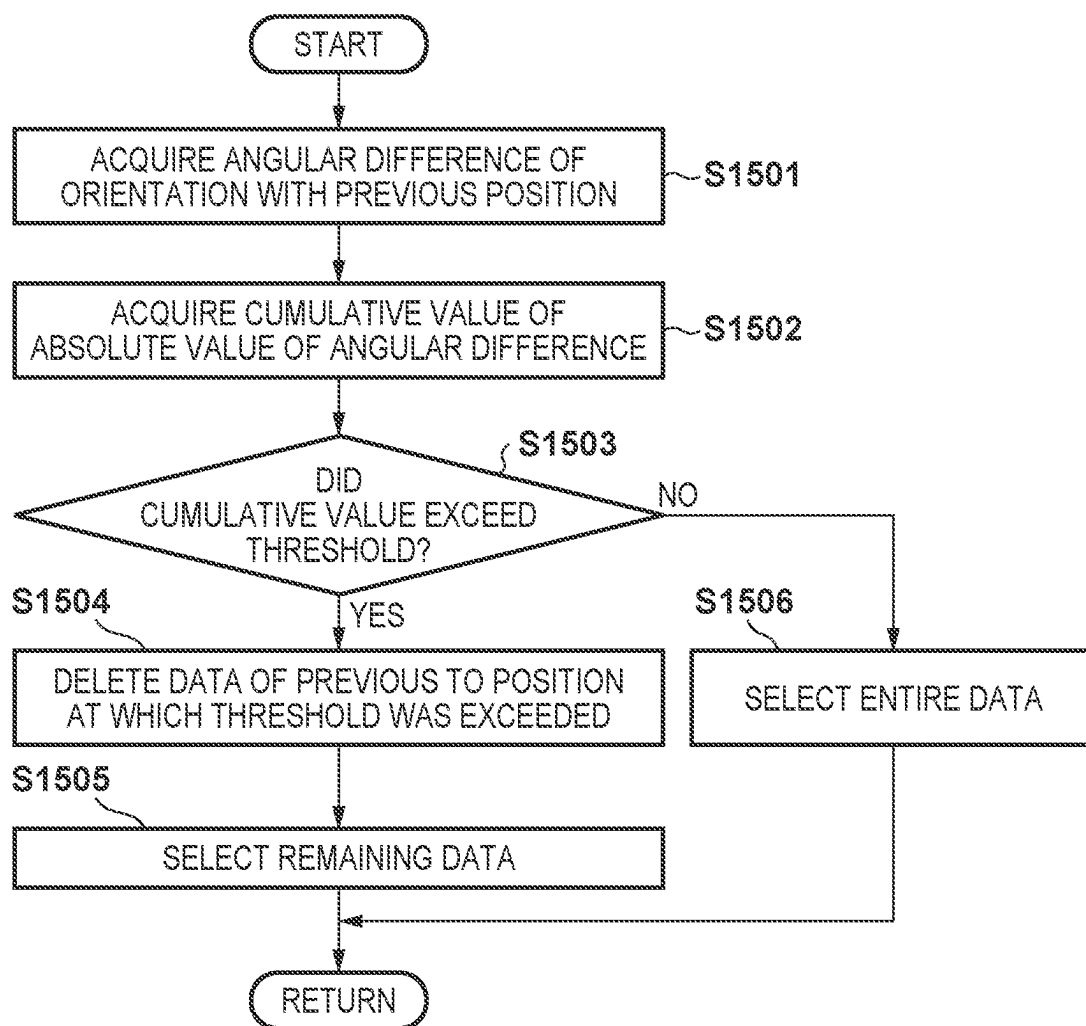 START
ACQUIRE ANGULAR DIFFERENCE OF
ORIENTATION WITH PREVIOUS POSITION
S1501
ACQUIRE CUMULATIVE VALUE OF
ABSOLUTE VALUE OF ANGULAR DIFFERENCE
S1502
S1503
DID
CUMULATIVE VALUE EXCEED
THRESHOLD?
NO
YES
S1504
DELETE DATA OF PREVIOUS TO POSITION
AT WHICH THRESHOLD WAS EXCEEDED
S1506
SELECT ENTIRE DATA
S1505
SELECT REMAINING DATA
RETURN